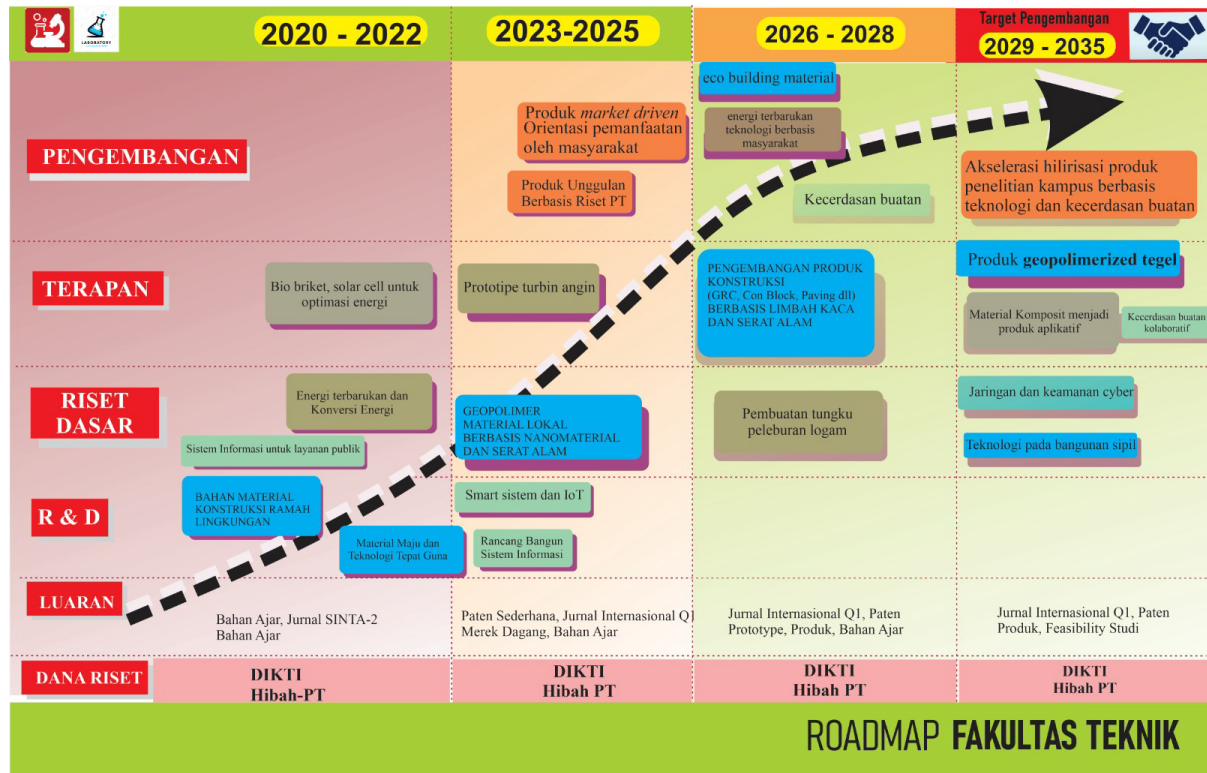 LABORATORY
2020 - 2022
2023-2025
2026 - 2028
Target Pengembangan
2029 - 2035
PENGEMBANGAN
Produk market driven
Orientasi pemanfaatan
oleh masyarakat
Produk Unggulan
Berbasis Riset PT
eco building material
energi terbarukan
teknologi berbasis
masyarakat
Kecerdasan buatan
Akselerasi hilirisasi produk
penelitian kampus berbasis
teknologi dan kecerdasan buatan
TERAPAN
Bio briket, solar cell untuk
optimasi energi
Prototipe turbin angin
PENGEMBANGAN PRODUK
KONSTRUKSI
(GRC, Con Block, Paving dll)
BERBASIS LIMBAH KACA
DAN SERAT ALAM
Produk geopolimerized tegel
Material Komposit menjadi
produk aplikatif
Kecerdasan buatan
kolaboratif
RISET
DASAR
Energi terbarukan dan
Konversi Energi
Sistem Informasi untuk layanan publik
GEOPOLIMER
MATERIAL LOKAL
BERBASIS NANOMATERIAL
DAN SERAT ALAM
Pembuatan tungku
peleburan logam
Jaringan dan keamanan cyber
Teknologi pada bangunan sipil
R & D
BAHAN MATERIAL
KONSTRUKSI RAMAH
LINGKUNGAN
Material Maju dan
Teknologi Tepat Guna
Smart sistem dan IoT
Rancang Bangun
Sistem Informasi
LUARAN
Bahan Ajar, Jurnal SINTA-2
Bahan Ajar
Paten Sederhana, Jurnal Internasional Q1
Merek Dagang, Bahan Ajar
Jurnal Internasional Q1, Paten
Prototype, Produk, Bahan Ajar
Jurnal Internasional Q1, Paten
Produk, Feasibility Studi
DANA RISET
DIKTI
Hibah-PT
DIKTI
Hibah PT
DIKTI
Hibah PT
DIKTI
Hibah PT
ROADMAP FAKULTAS TEKNIK